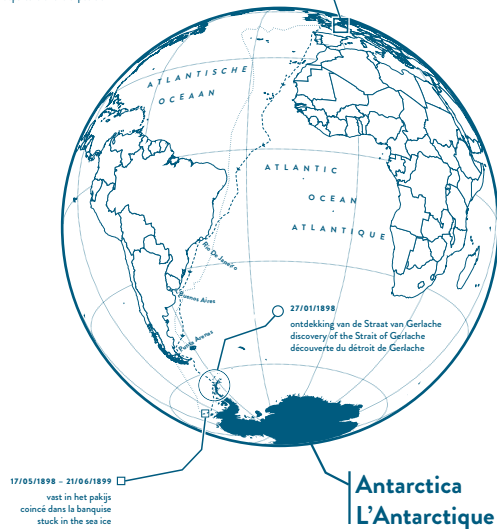 ATLANTISCHE
OCEAAN
ATLANTIC
OCEAN
ATLANTIQUE
Rio De Janeiro
Buenos Aires
Punta Arenas
27/01/1898
ontdekking van de Straat van Gerlache
discovery of the Strait of Gerlache
découverte du détroit de Gerlache
17/05/1898 – 21/06/1899
vast in het pakijs
coincé dans la banquise
stuck in the sea ice
Antarctica
L'Antarctique